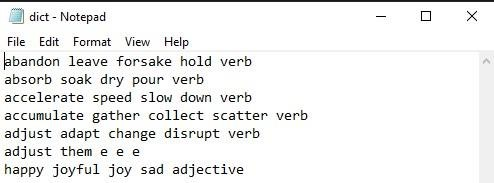 dict - Notepad
File Edit Format View Help
abandon leave forsake hold verb
absorb soak dry pour verb
accelerate speed slow down verb
accumulate gather collect scatter verb
adjust adapt change disrupt verb
adjust them e e e
happy joyful joy sad adjective